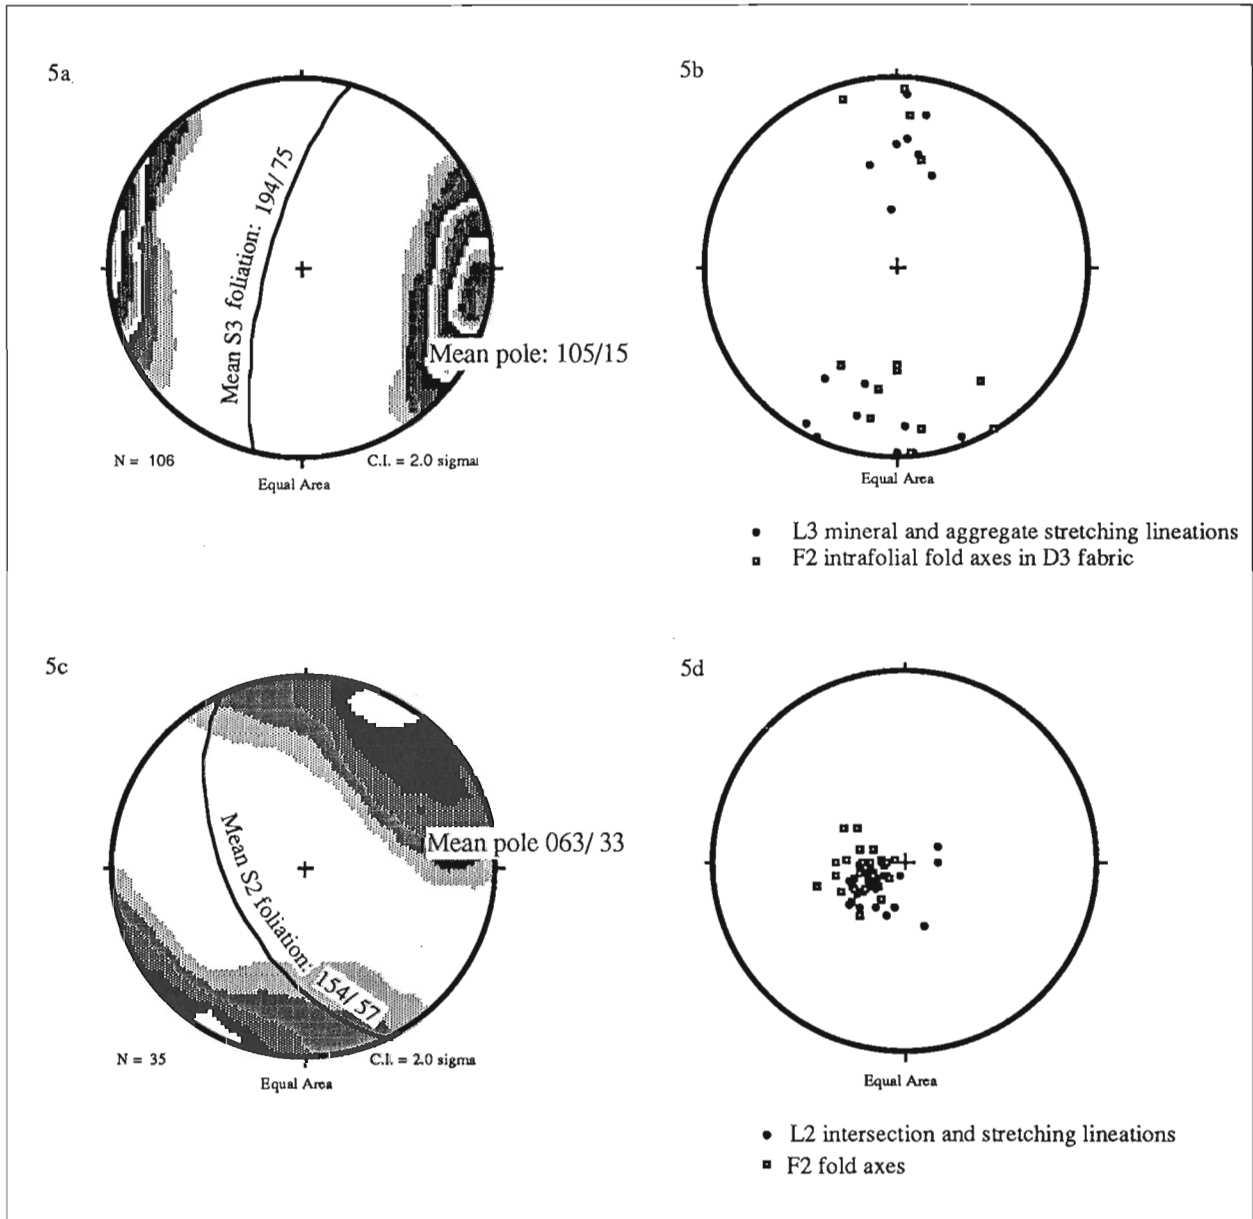 5a
5b
Mean S3 foliation: 194/75
Mean pole: 105/15
N = 106
C.I. = 2.0 sigma
Equal Area
Equal Area
L3 mineral and aggregate stretching lineations
F2 intrafolial fold axes in D3 fabric
5c
5d
Mean S2 foliation: 154/57
Mean pole 063/ 33
N = 35
C.I. = 2.0 sigma
Equal Area
Equal Area
L2 intersection and stretching lineations
F2 fold axes